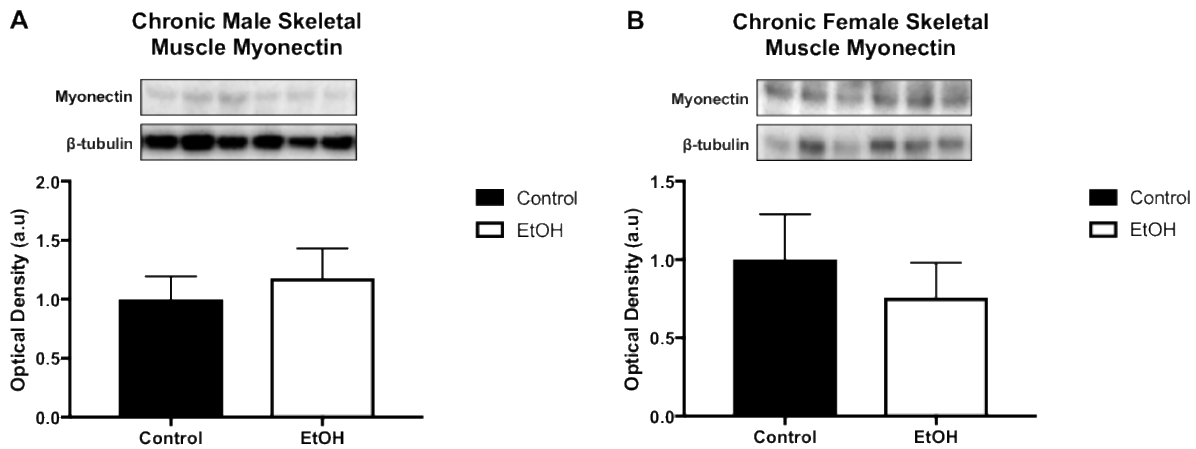 A
Chronic Male Skeletal
Muscle Myonectin
Myonectin
β-tubulin
2.0
1.5
1.0
0.5
0.0
Optical Density (a.u)
Control
EtOH
Control
EtOH
B
Chronic Female Skeletal
Muscle Myonectin
Myonectin
β-tubulin
1.5
1.0
0.5
0.0
Optical Density (a.u)
Control
EtOH
Control
EtOH